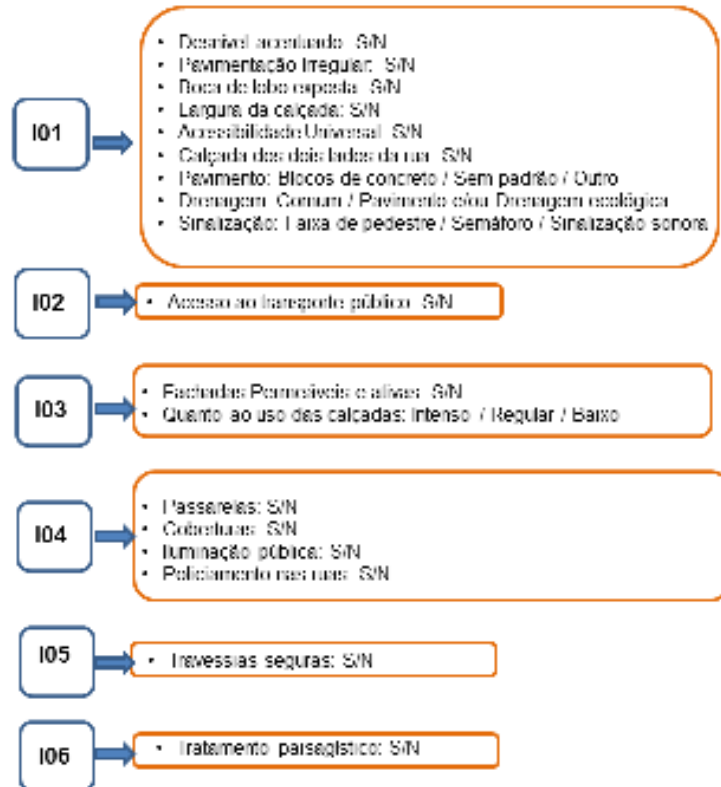 I01
• Desnível acentuado: S/N
• Pavimentação Irregular: S/N
• Boca de lobo exposta: S/N
• Largura da calçada: S/N
• Acessibilidade Universal: S/N
• Calçada dos dois lados da rua: S/N
• Pavimento: Blocos de concreto / Sem padrão / Outro
• Drenagem: Comum / Pavimento e/ou Drenagem ecológica
• Sinalização: Faixa de pedestre / Semáforo / Sinalização sonora
I02
• Acesso ao transporte público: S/N
I03
• Fachadas Permeáveis e ativas: S/N
• Quanto ao uso das calçadas: Intenso / Regular / Baixo
I04
• Passarelas: S/N
• Coberturas: S/N
• Iluminação pública: S/N
• Policiamento nas ruas: S/N
I05
• Travessias seguras: S/N
I06
• Tratamento paisagístico: S/N